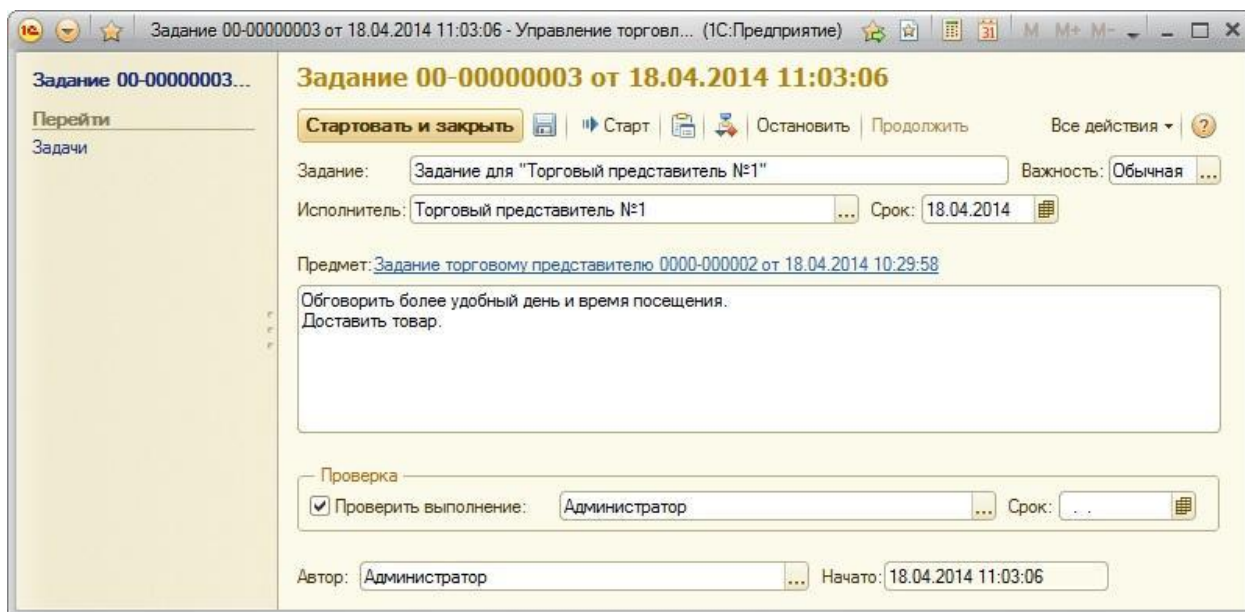 Задание 00-00000003 от 18.04.2014 11:03:06 - Управление торговл... (1С:Предприятие) 31 M M+ M-
Задание 00-00000003...
Перейти
Задачи
Задание 00-00000003 от 18.04.2014 11:03:06
Стартовать и закрыть Старт Остановить Продолжить Все действия ?
Задание: Задание для "Торговый представитель №1" Важность: Обычная ...
Исполнитель: Торговый представитель №1 ... Срок: 18.04.2014
Предмет: Задание торговому представителю 0000-000002 от 18.04.2014 10:29:58
Обговорить более удобный день и время посещения.
Доставить товар.
Проверка
Проверить выполнение: Администратор ... Срок: . .
Автор: Администратор ... Начато: 18.04.2014 11:03:06